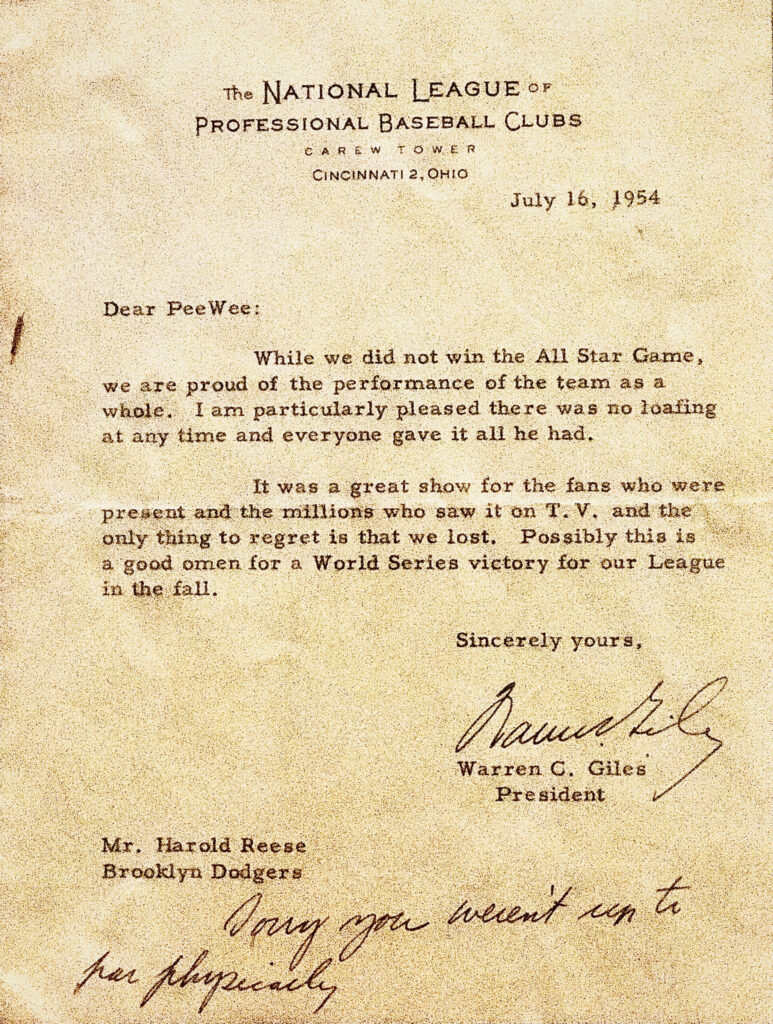 The NATIONAL LEAGUE OF
PROFESSIONAL BASEBALL CLUBS
CAREW TOWER
CINCINNATI 2, OHIO
July 16, 1954
Dear PeeWee:
While we did not win the All Star Game,
we are proud of the performance of the team as a
whole. I am particularly pleased there was no loafing
at any time and everyone gave it all he had.
It was a great show for the fans who were
present and the millions who saw it on T.V. and the
only thing to regret is that we lost. Possibly this is
a good omen for a World Series victory for our League
in the fall.
Sincerely yours,
Warren Giles
Warren C. Giles
President
Mr. Harold Reese
Brooklyn Dodgers
Sorry you weren't up to
par physically